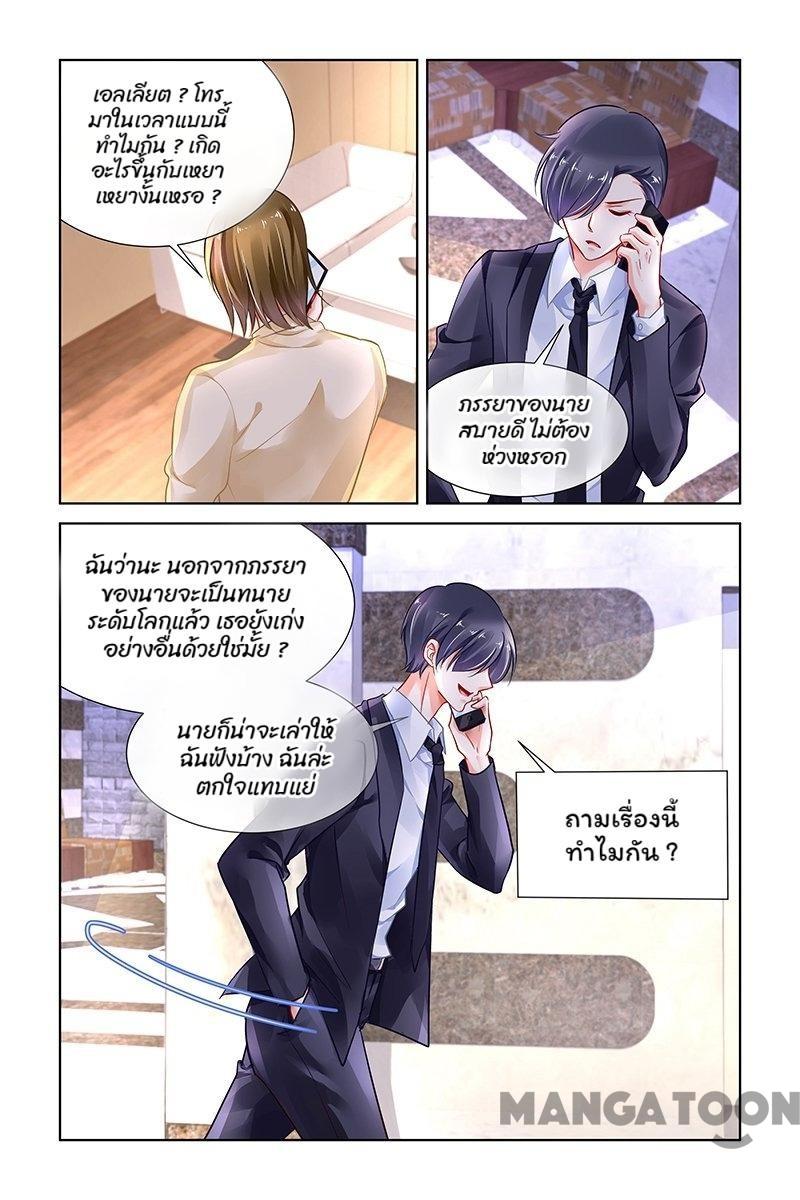 เอลเลียต ? โทร
มาในเวลาแบบนี้
ทำไมกัน ? เกิด
อะไรขึ้นกับเหยา
เหยางั้นเหรอ ?
ภรรยาของนาย
สบายดี ไม่ต้อง
ห่วงหรอก
ฉันว่านะ นอกจากภรรยา
ของนายจะเป็นทนาย
ระดับโลกแล้ว เธอยังเก่ง
อย่างอื่นด้วยใช่มั้ย ?
นายก็น่าจะเล่าให้
ฉันฟังบ้าง ฉันล่ะ
ตกใจแทบแย่
ถามเรื่องนี้
ทำไมกัน ?
MANGATOON